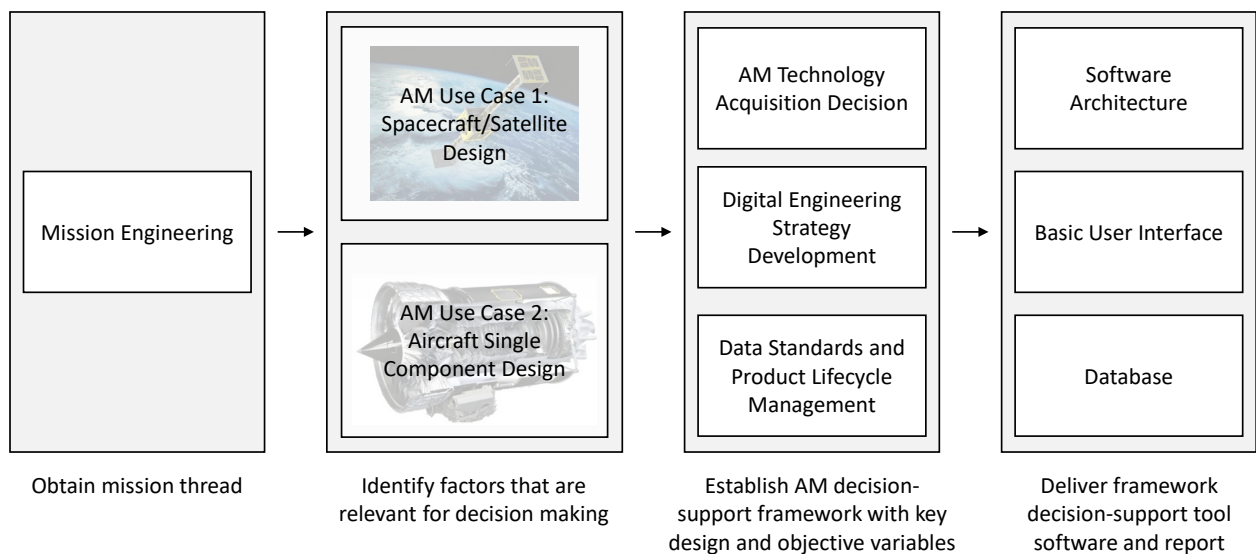 Mission Engineering
Obtain mission thread
AM Use Case 1:
Spacecraft/Satellite
Design
AM Use Case 2:
Aircraft Single
Component Design
Identify factors that are
relevant for decision making
AM Technology
Acquisition Decision
Digital Engineering
Strategy
Development
Data Standards and
Product Lifecycle
Management
Establish AM decision-
support framework with key
design and objective variables
Software
Architecture
Basic User Interface
Database
Deliver framework
decision-support tool
software and report